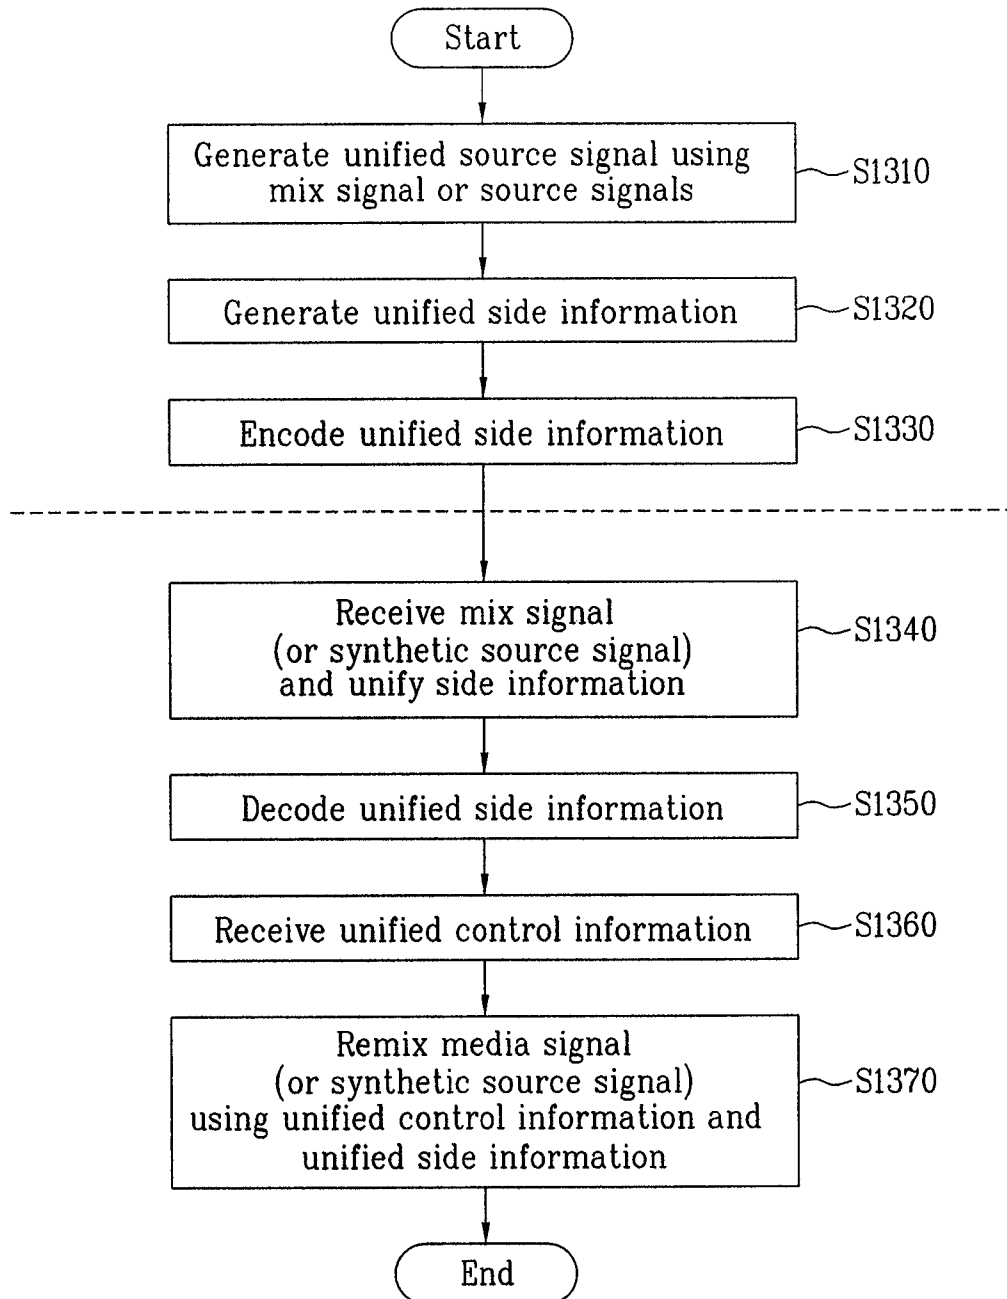 Start
Generate unified source signal using
mix signal or source signals
S1310
Generate unified side information
S1320
Encode unified side information
S1330
Receive mix signal
(or synthetic source signal)
and unify side information
S1340
Decode unified side information
S1350
Receive unified control information
S1360
Remix media signal
(or synthetic source signal)
using unified control information and
unified side information
S1370
End